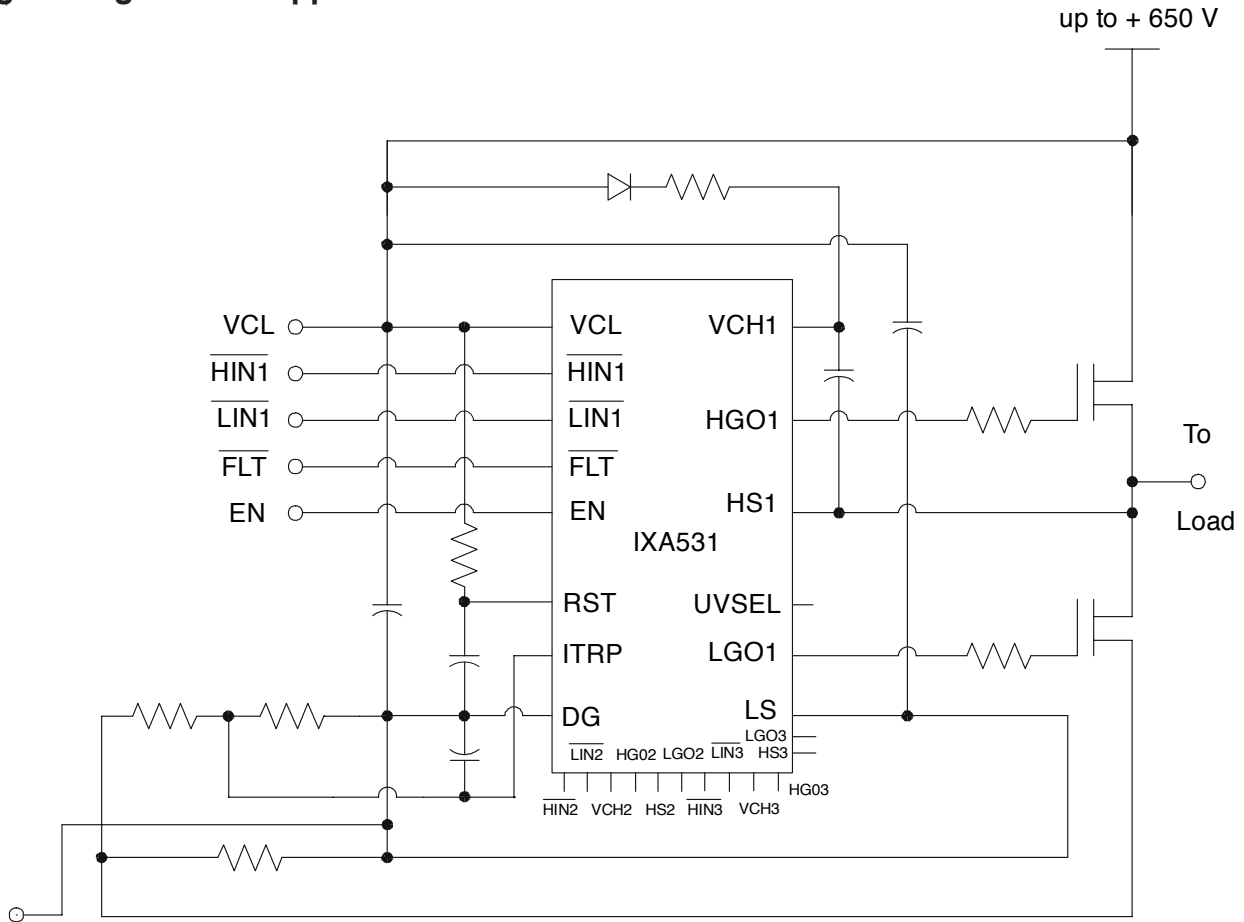 up to + 650 V
VCL
HIN1
LIN1
FLT
EN
VCL
HIN1
LIN1
FLT
EN
RST
ITRP
DG
IXA531
VCH1
HGO1
HS1
UVSEL
LGO1
LS
LGO3
HS3
LIN2 HG02 LGO2 LIN3
HIN2 VCH2 HS2 HIN3 VCH3 HG03
To
Load